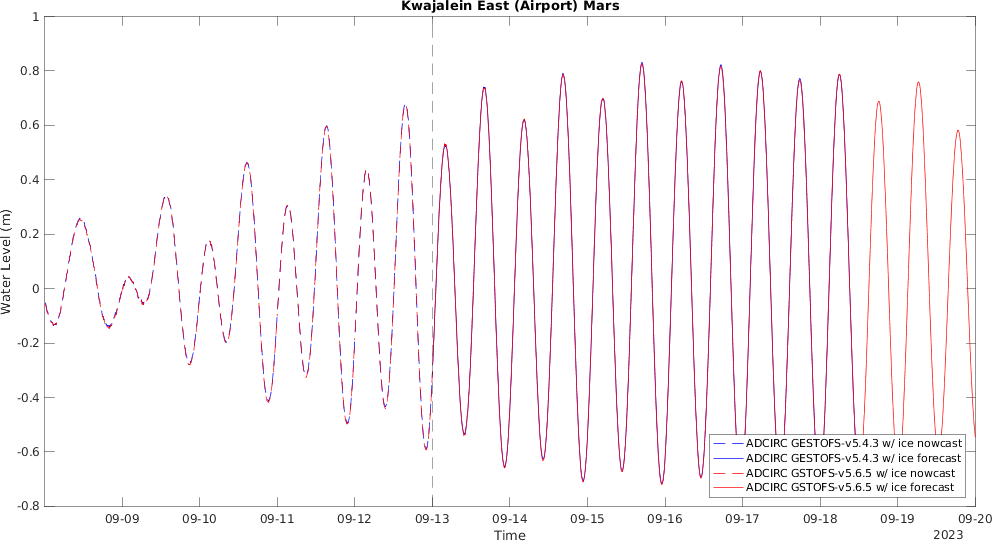 Kwajalein East (Airport) Mars
1
0.8
0.6
0.4
0.2
0
-0.2
-0.4
-0.6
-0.8
Water Level (m)
ADCIRC GESTOFS-v5.4.3 w/ ice nowcast
ADCIRC GESTOFS-v5.4.3 w/ ice forecast
ADCIRC GSTOFS-v5.6.5 w/ ice nowcast
ADCIRC GSTOFS-v5.6.5 w/ ice forecast
09-09 09-10 09-11 09-12 09-13 09-14 09-15 09-16 09-17 09-18 09-19 09-20
Time
2023